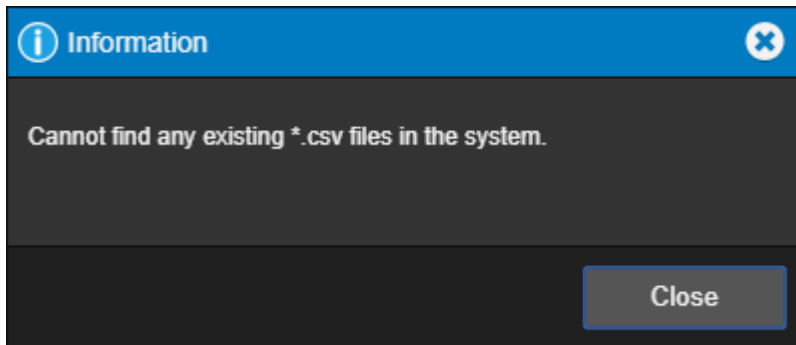 Information
Cannot find any existing *.csv files in the system.
Close